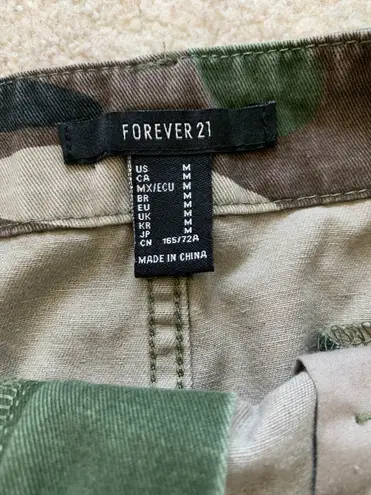 FOREVER 21
US M
CA M
MX/ECU M
BR M
EU M
UK M
KR M
JP M
CN 165/72A
MADE IN CHINA